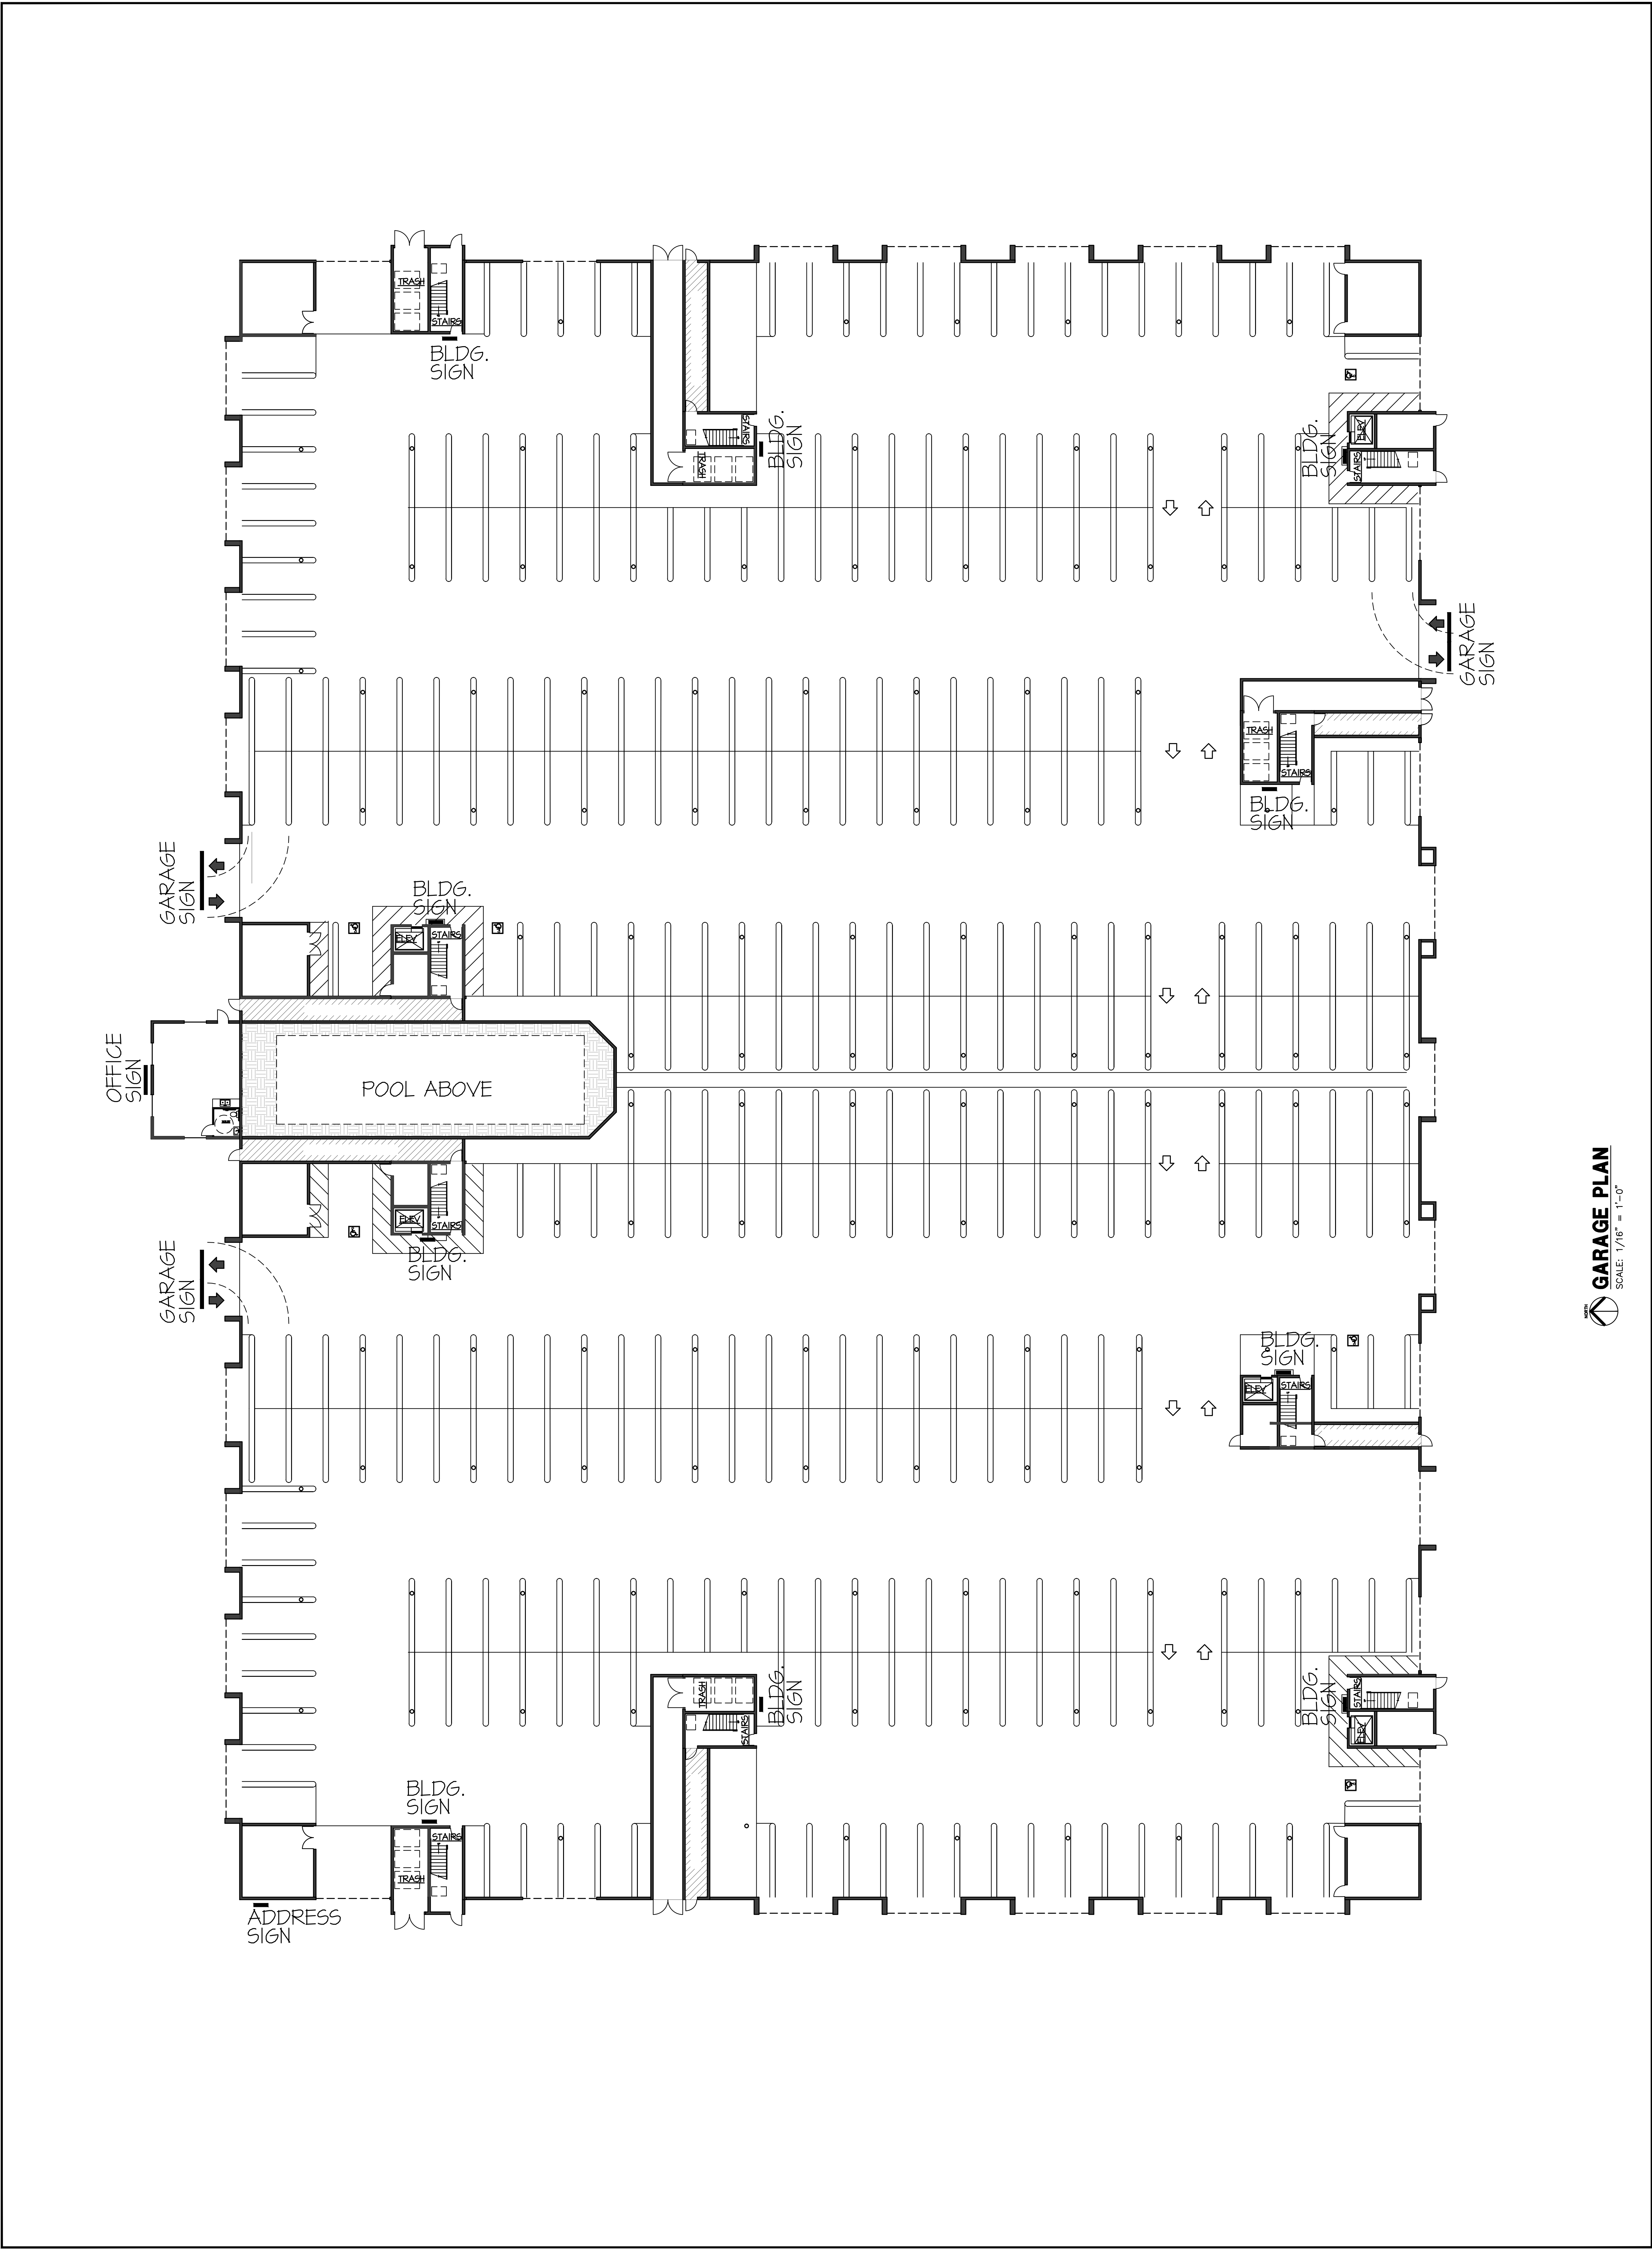 TRASH
STAIRS
BLDG.
SIGN
STAIRS
TRASH
BLDG.
SIGN
BLDG.
SIGN
ELEV
STAIRS
GARAGE
SIGN
TRASH
STAIRS
BLDG.
SIGN
GARAGE
SIGN
BLDG.
SIGN
ELEV
STAIRS
OFFICE
SIGN
POOL ABOVE
ELEV
STAIRS
BLDG.
SIGN
GARAGE
SIGN
BLDG.
SIGN
ELEV
STAIRS
TRASH
STAIRS
BLDG.
SIGN
BLDG.
SIGN
STAIRS
ELEV
BLDG.
SIGN
STAIRS
TRASH
ADDRESS
SIGN
NORTH
GARAGE PLAN
SCALE: 1/16" = 1'-0"